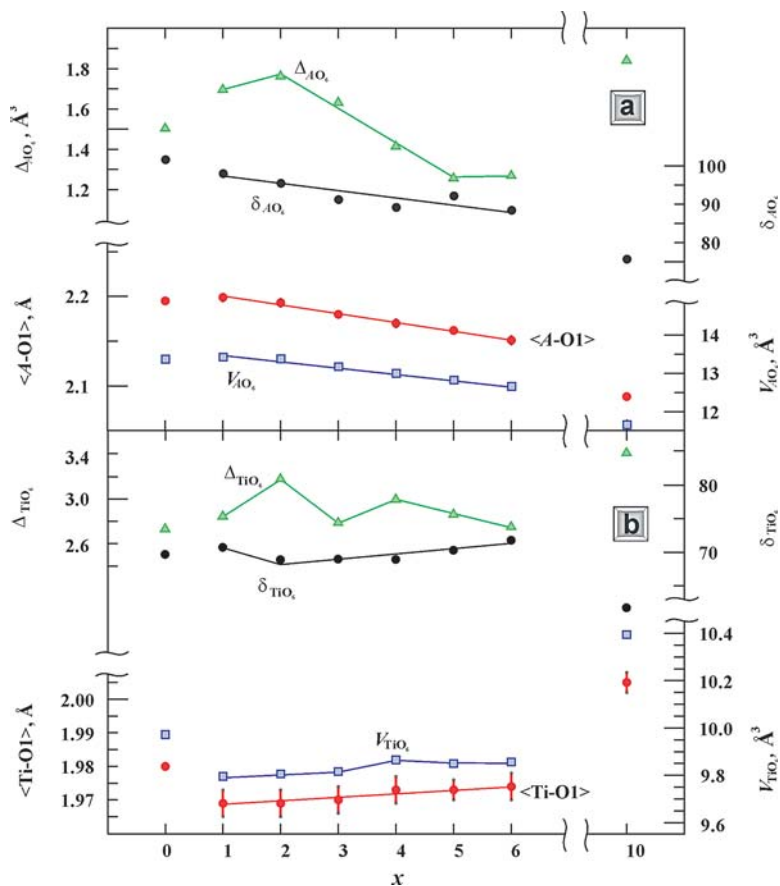 1.8
1.6
1.4
1.2
Δ_AO₆, Å³
Δ_AO₆
δ_AO₆
a
100
90
80
δ_AO₆
2.2
2.1
<A-O1>, Å
<A-O1>
V_AO₆
14
13
12
V_AO₆, Å³
3.4
3.0
2.6
Δ_TiO₆
Δ_TiO₆
δ_TiO₆
b
80
70
δ_TiO₆
2.00
1.99
1.98
1.97
<Ti-O1>, Å
V_TiO₆
<Ti-O1>
10.4
10.2
10.0
9.8
9.6
V_TiO₆, Å³
0 1 2 3 4 5 6 10
x